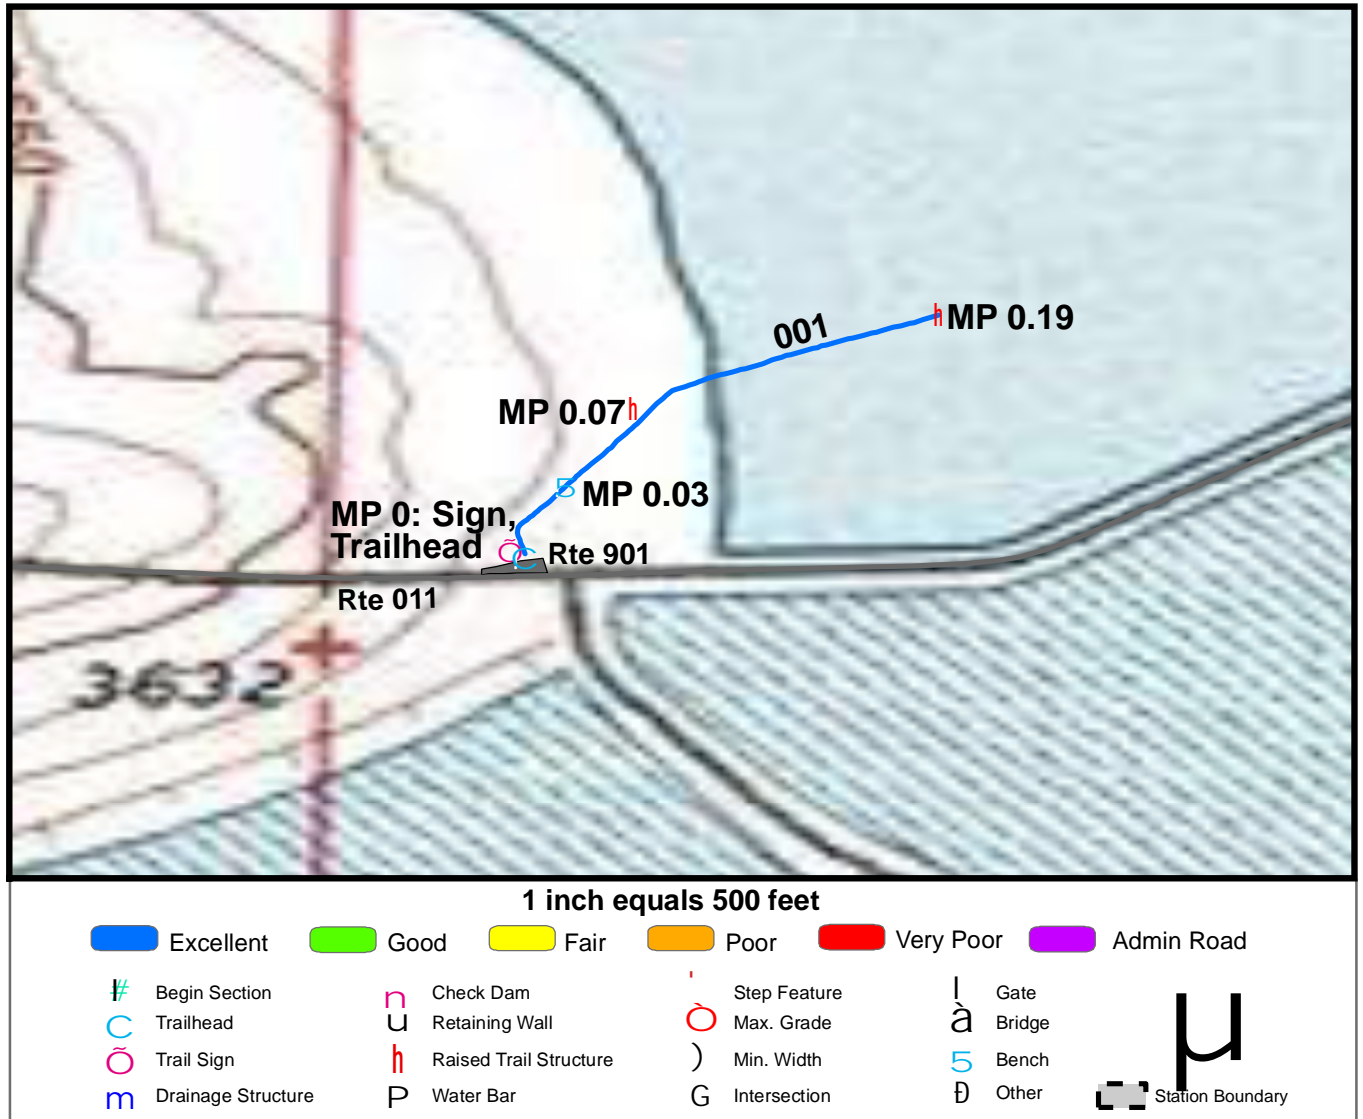 001
MP 0.19
MP 0.07
h
h
5 MP 0.03
MP 0: Sign,
Trailhead
Õ
C
Rte 901
Rte 011
3632
1 inch equals 500 feet
Excellent Good Fair Poor Very Poor Admin Road
# Begin Section n Check Dam ' Step Feature I Gate
C Trailhead u Retaining Wall Ò Max. Grade à Bridge
Õ Trail Sign h Raised Trail Structure ) Min. Width 5 Bench
m Drainage Structure P Water Bar G Intersection Ð Other
µ
Station Boundary